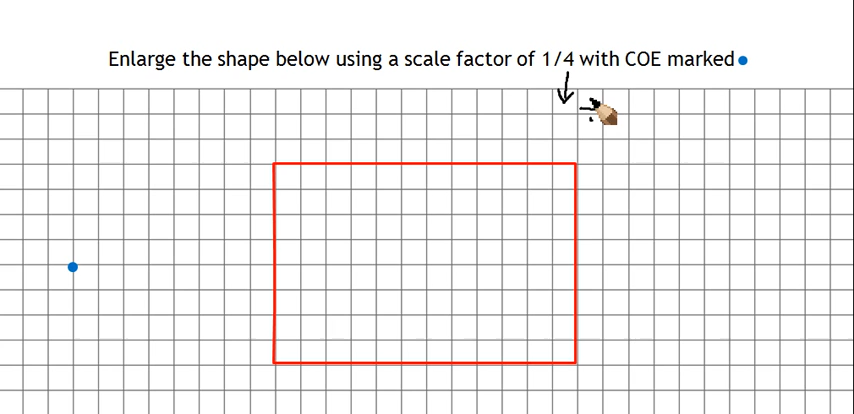 Enlarge the shape below using a scale factor of 1/4 with COE marked